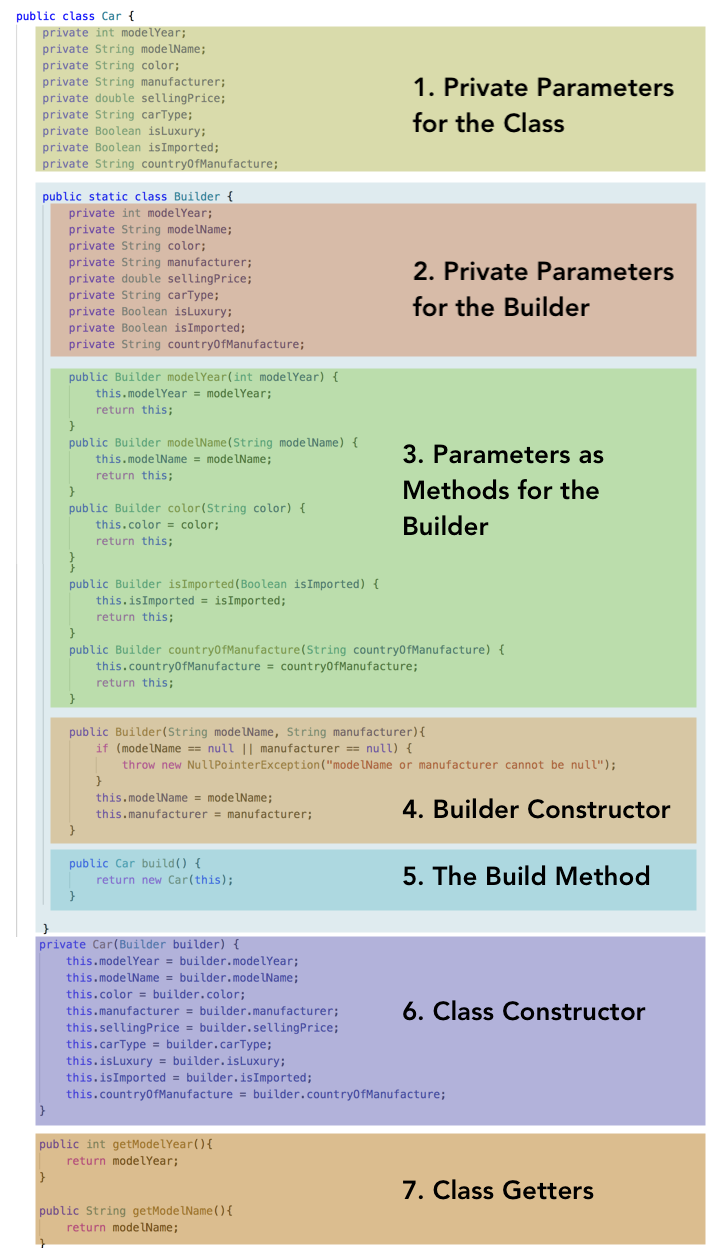 public class Car {
private int modelYear;
private String modelName;
private String color;
private String manufacturer;
private double sellingPrice;
private String carType;
private Boolean isLuxury;
private Boolean isImported;
private String countryOfManufacture;
1. Private Parameters
for the Class
public static class Builder {
private int modelYear;
private String modelName;
private String color;
private String manufacturer;
private double sellingPrice;
private String carType;
private Boolean isLuxury;
private Boolean isImported;
private String countryOfManufacture;
2. Private Parameters
for the Builder
public Builder modelYear(int modelYear) {
this.modelYear = modelYear;
return this;
}
public Builder modelName(String modelName) {
this.modelName = modelName;
return this;
}
public Builder color(String color) {
this.color = color;
return this;
}
}
public Builder isImported(Boolean isImported) {
this.isImported = isImported;
return this;
}
public Builder countryOfManufacture(String countryOfManufacture) {
this.countryOfManufacture = countryOfManufacture;
return this;
}
3. Parameters as
Methods for the
Builder
public Builder(String modelName, String manufacturer){
if (modelName == null || manufacturer == null) {
throw new NullPointerException("modelName or manufacturer cannot be null");
}
this.modelName = modelName;
this.manufacturer = manufacturer;
}
4. Builder Constructor
public Car build() {
return new Car(this);
}
5. The Build Method
}
private Car(Builder builder) {
this.modelYear = builder.modelYear;
this.modelName = builder.modelName;
this.color = builder.color;
this.manufacturer = builder.manufacturer;
this.sellingPrice = builder.sellingPrice;
this.carType = builder.carType;
this.isLuxury = builder.isLuxury;
this.isImported = builder.isImported;
this.countryOfManufacture = builder.countryOfManufacture;
}
6. Class Constructor
public int getModelYear(){
return modelYear;
}
public String getModelName(){
return modelName;
}
7. Class Getters